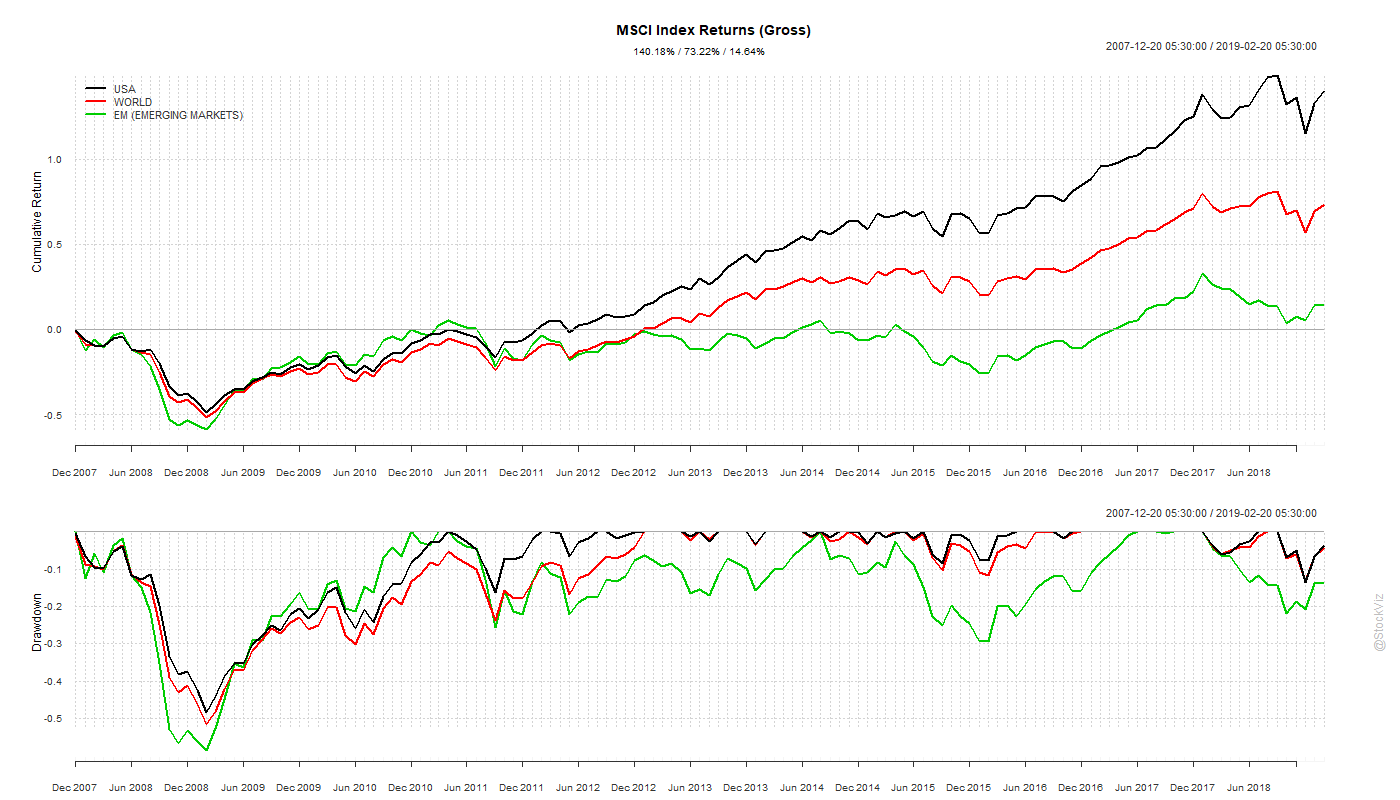 MSCI Index Returns (Gross)
140.18% / 73.22% / 14.64%
2007-12-20 05:30:00 / 2019-02-20 05:30:00
USA
WORLD
EM (EMERGING MARKETS)
Cumulative Return
1.0
0.5
0.0
-0.5
Dec 2007 Jun 2008 Dec 2008 Jun 2009 Dec 2009 Jun 2010 Dec 2010 Jun 2011 Dec 2011 Jun 2012 Dec 2012 Jun 2013 Dec 2013 Jun 2014 Dec 2014 Jun 2015 Dec 2015 Jun 2016 Dec 2016 Jun 2017 Dec 2017 Jun 2018
2007-12-20 05:30:00 / 2019-02-20 05:30:00
Drawdown
-0.1
-0.2
-0.3
-0.4
-0.5
Dec 2007 Jun 2008 Dec 2008 Jun 2009 Dec 2009 Jun 2010 Dec 2010 Jun 2011 Dec 2011 Jun 2012 Dec 2012 Jun 2013 Dec 2013 Jun 2014 Dec 2014 Jun 2015 Dec 2015 Jun 2016 Dec 2016 Jun 2017 Dec 2017 Jun 2018
@StockViz